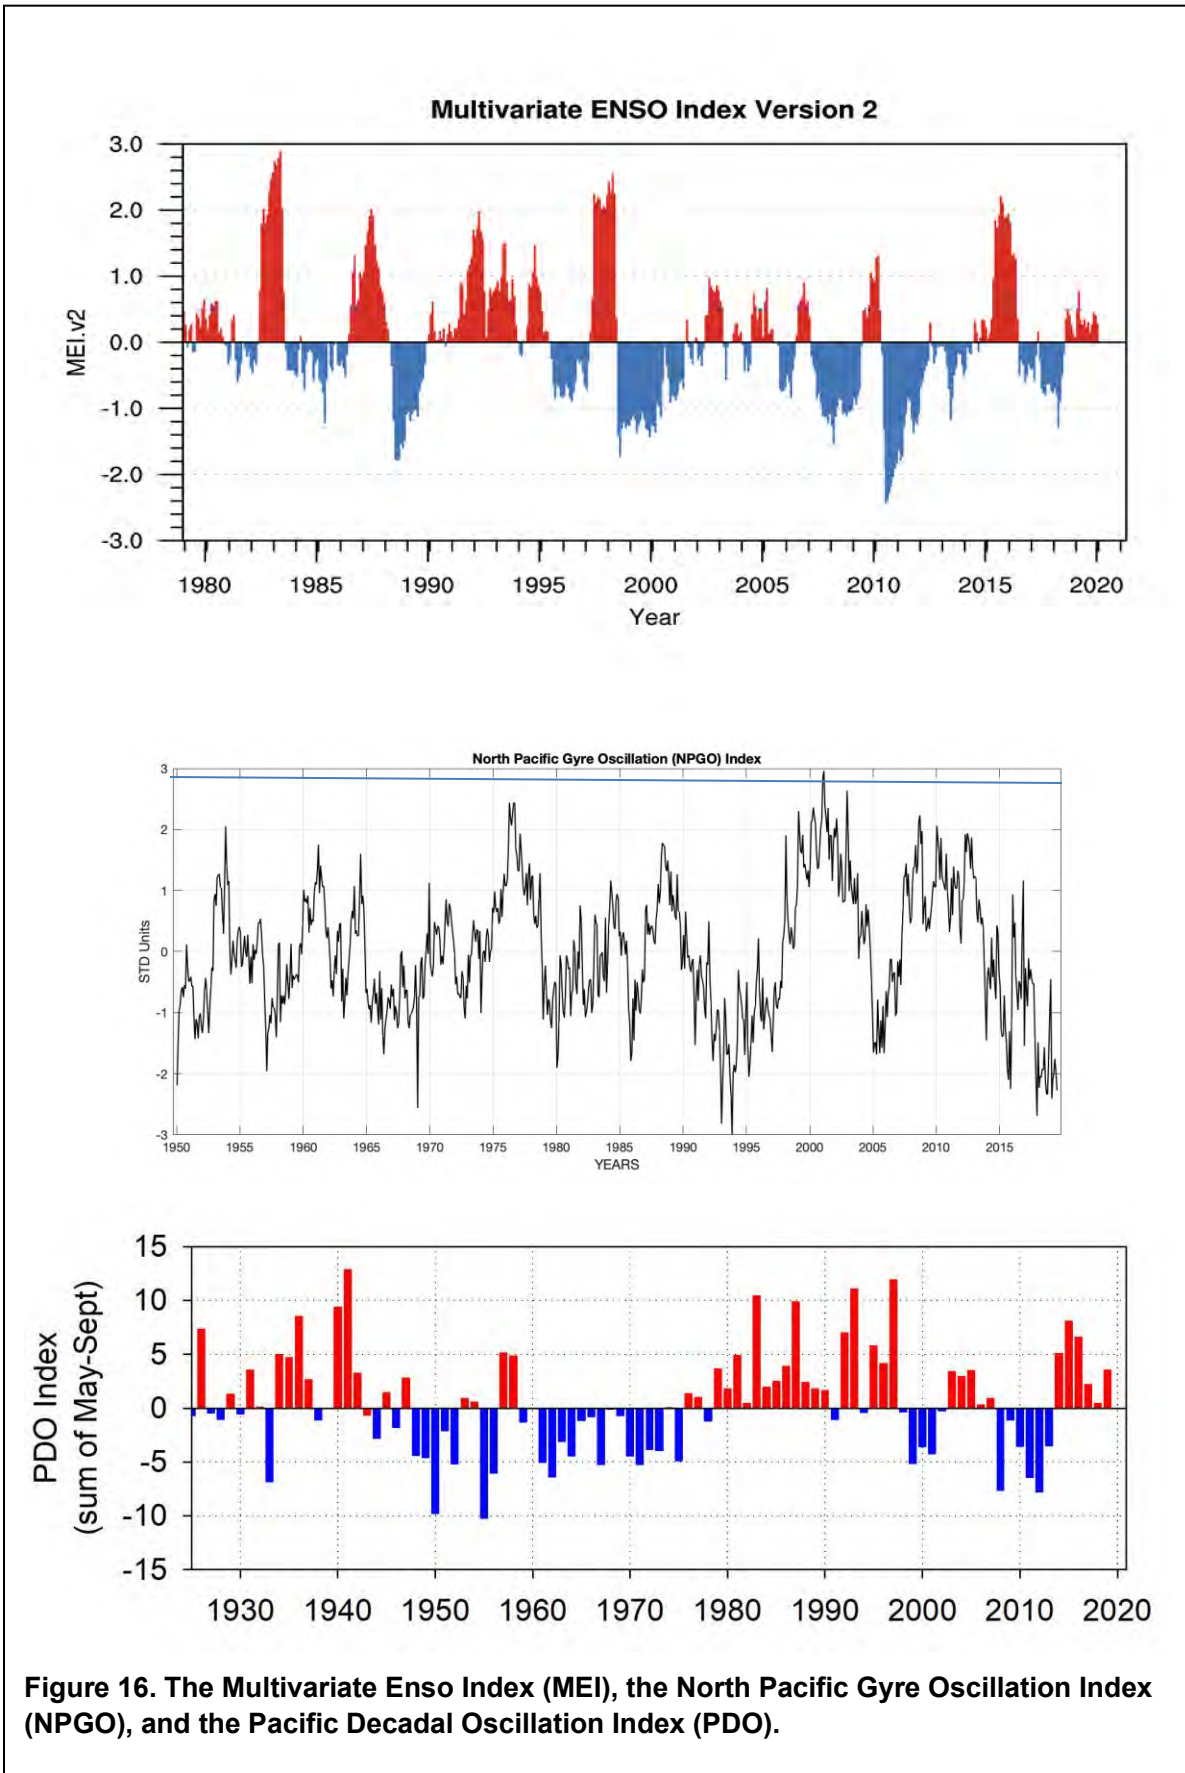 Multivariate ENSO Index Version 2
3.0
2.0
1.0
0.0
-1.0
-2.0
-3.0
MEI.v2
1980 1985 1990 1995 2000 2005 2010 2015 2020
Year
North Pacific Gyre Oscillation (NPGO) Index
3
2
1
0
-1
-2
-3
STD Units
1950 1955 1960 1965 1970 1975 1980 1985 1990 1995 2000 2005 2010 2015
YEARS
15
10
5
0
-5
-10
-15
PDO Index
(sum of May-Sept)
1930 1940 1950 1960 1970 1980 1990 2000 2010 2020
Figure 16. The Multivariate Enso Index (MEI), the North Pacific Gyre Oscillation Index
(NPGO), and the Pacific Decadal Oscillation Index (PDO).